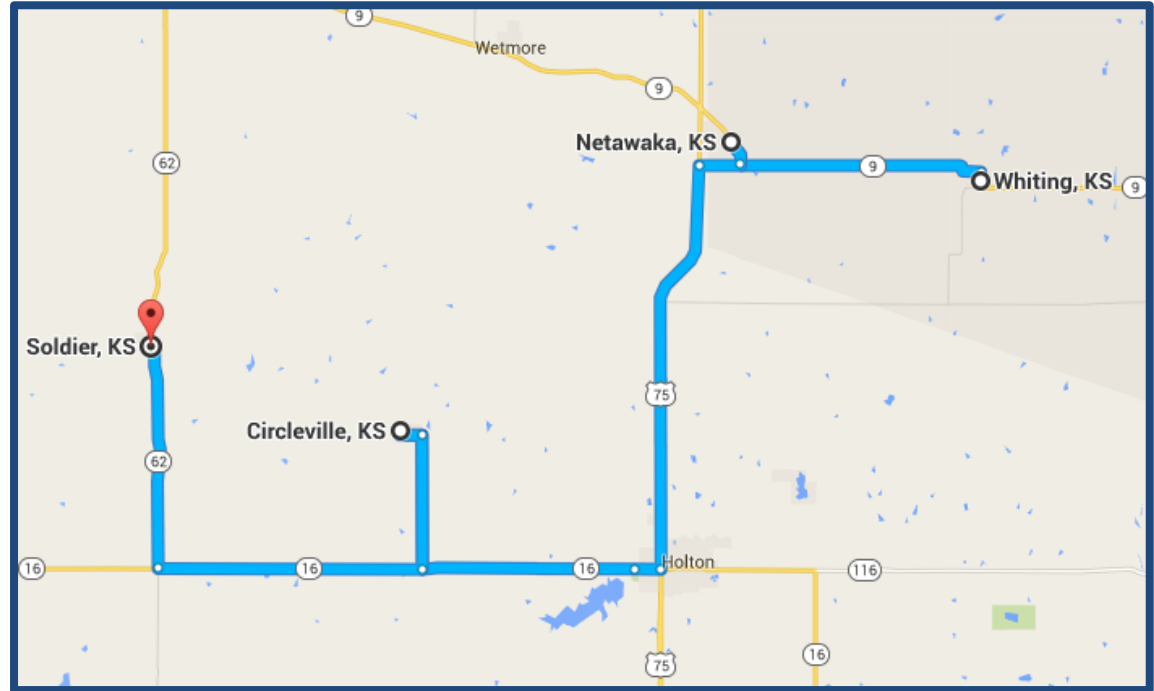 9
Wetmore
9
Netawaka, KS
62
9
Whiting, KS
9
Soldier, KS
75
Circleville, KS
62
16
16
16
Holton
116
16
75